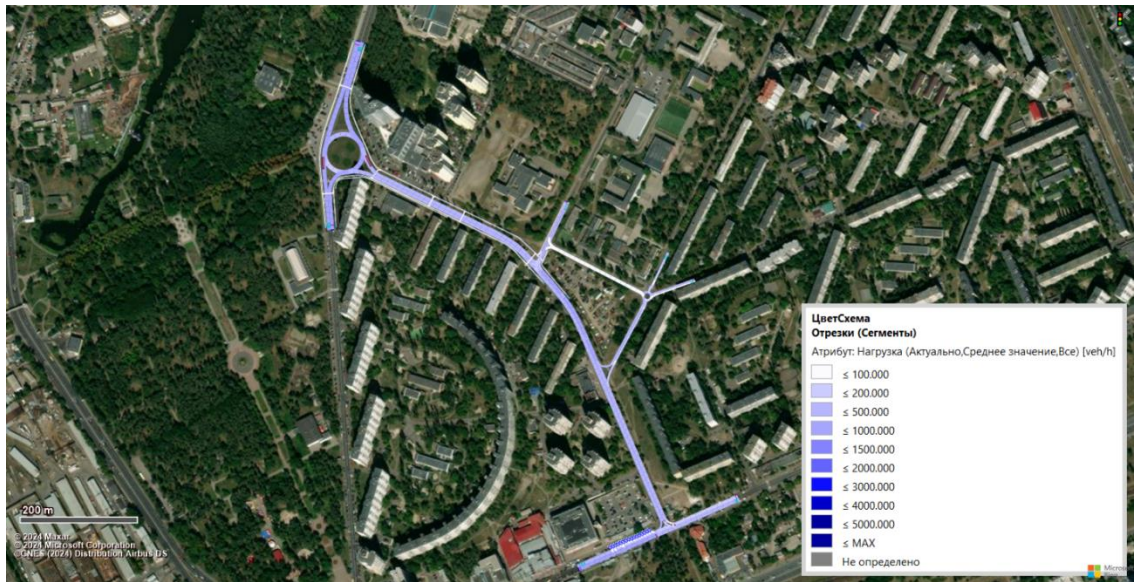 ЦветСхема
Отрезки (Сегменты)
Атрибут: Нагрузка (Актуально,Среднее значение,Все) [veh/h]
≤ 100.000
≤ 200.000
≤ 500.000
≤ 1000.000
≤ 1500.000
≤ 2000.000
≤ 3000.000
≤ 4000.000
≤ 5000.000
≤ MAX
Не определено
200 m
© 2024 Maxar
© 2024 Microsoft Corporation
©CNES (2024) Distribution Airbus DS